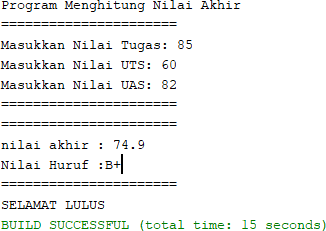 Program Menghitung Nilai Akhir
======================
Masukkan Nilai Tugas: 85
Masukkan Nilai UTS: 60
Masukkan Nilai UAS: 82
======================
======================
nilai akhir : 74.9
Nilai Huruf :B+
======================
SELAMAT LULUS
BUILD SUCCESSFUL (total time: 15 seconds)